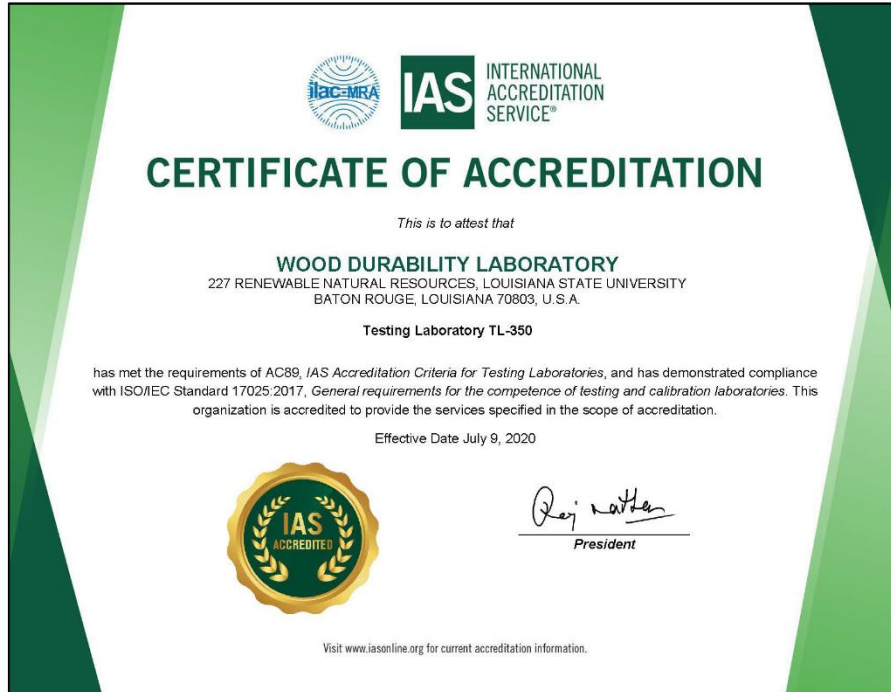 ilac-MRA
IAS
INTERNATIONAL
ACCREDITATION
SERVICE®
CERTIFICATE OF ACCREDITATION
This is to attest that
WOOD DURABILITY LABORATORY
227 RENEWABLE NATURAL RESOURCES, LOUISIANA STATE UNIVERSITY
BATON ROUGE, LOUISIANA 70803, U.S.A.
Testing Laboratory TL-350
has met the requirements of AC89, IAS Accreditation Criteria for Testing Laboratories, and has demonstrated compliance
with ISO/IEC Standard 17025:2017, General requirements for the competence of testing and calibration laboratories. This
organization is accredited to provide the services specified in the scope of accreditation.
Effective Date July 9, 2020
IAS
ACCREDITED
President
Visit www.iasonline.org for current accreditation information.